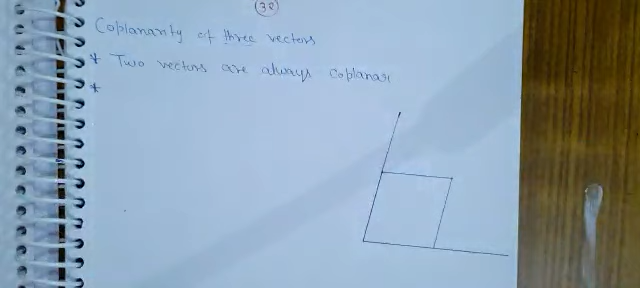 32
Coplanarity of three vectors
* Two vectors are always coplanar
*